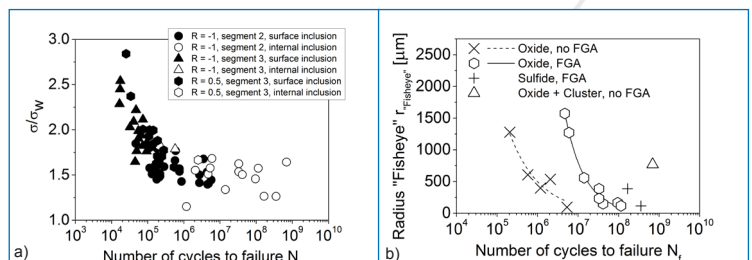 3.0
2.5
2.0
1.5
1.0
σ/σW
R = -1, segment 2, surface inclusion
R = -1, segment 2, internal inclusion
R = -1, segment 3, surface inclusion
R = -1, segment 3, internal inclusion
R = 0.5, segment 3, surface inclusion
R = 0.5, segment 3, internal inclusion
10³ 10⁴ 10⁵ 10⁶ 10⁷ 10⁸ 10⁹ 10¹⁰
a) Number of cycles to failure N
Radius "Fisheye" r"Fisheye" [µm]
2500
2000
1500
1000
500
0
Oxide, no FGA
Oxide, FGA
Sulfide, FGA
Oxide + Cluster, no FGA
10⁴ 10⁵ 10⁶ 10⁷ 10⁸ 10⁹ 10¹⁰
b) Number of cycles to failure Nf